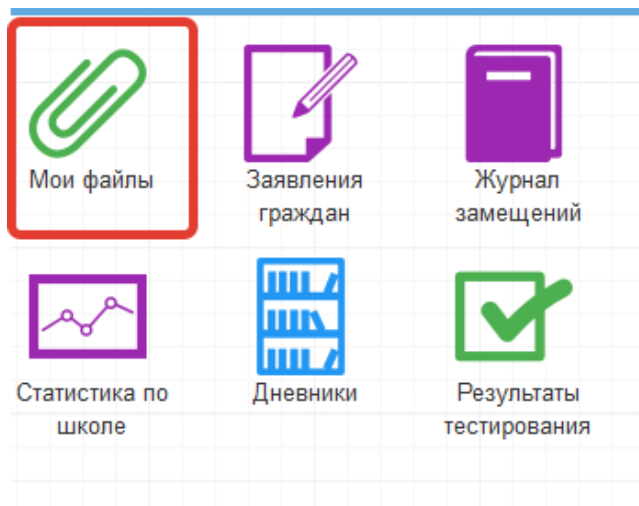 Мои файлы
Заявления
граждан
Журнал
замещений
Статистика по
школе
Дневники
Результаты
тестирования